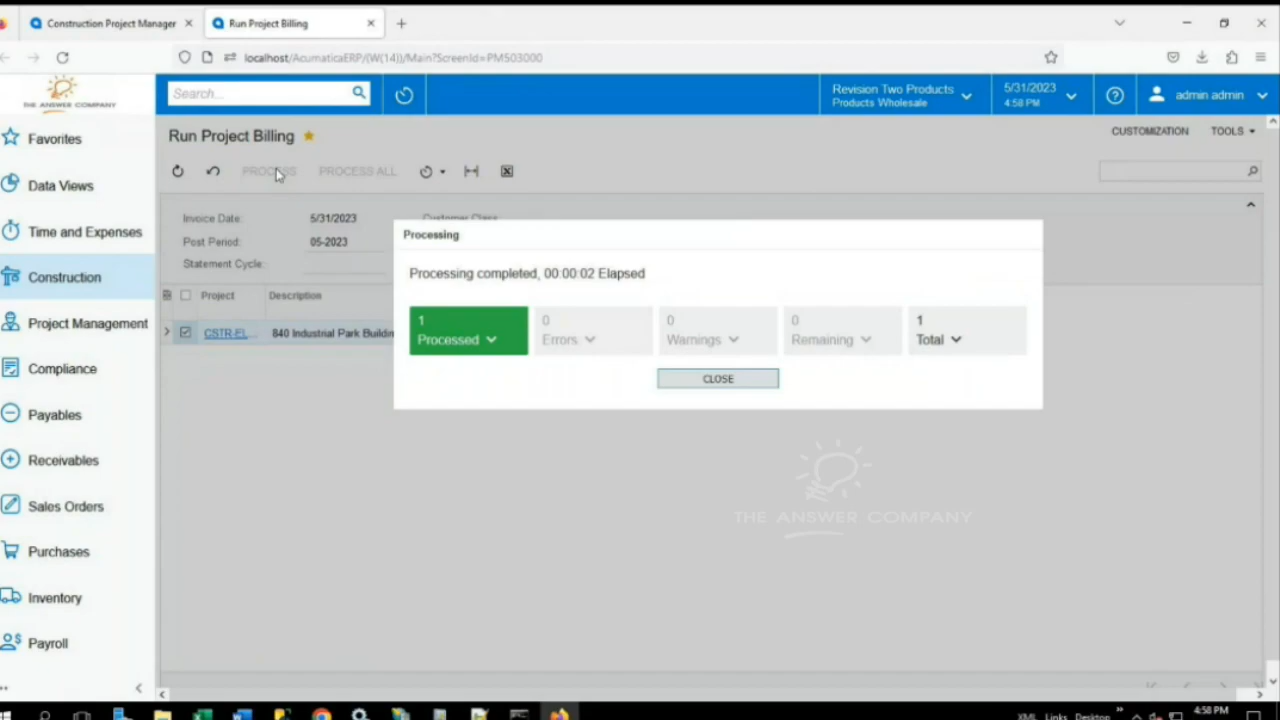 Construction Project Manager
Run Project Billing
localhost/AcumaticaERP/(W(14))/Main?ScreenId=PM503000
THE ANSWER COMPANY
Search...
Revision Two Products
Products Wholesale
5/31/2023
4:58 PM
admin admin
Favorites
Data Views
Time and Expenses
Construction
Project Management
Compliance
Payables
Receivables
Sales Orders
Purchases
Inventory
Payroll
Run Project Billing
CUSTOMIZATION
TOOLS
PROCESS
PROCESS ALL
Invoice Date:
5/31/2023
Customer Class:
Post Period:
05-2023
Statement Cycle:
Project
Description
CSTR-EL...
840 Industrial Park Buildin
Processing
Processing completed, 00:00:02 Elapsed
1
Processed
0
Errors
0
Warnings
0
Remaining
1
Total
CLOSE
THE ANSWER COMPANY
XML
Links
Desktop
4:58 PM